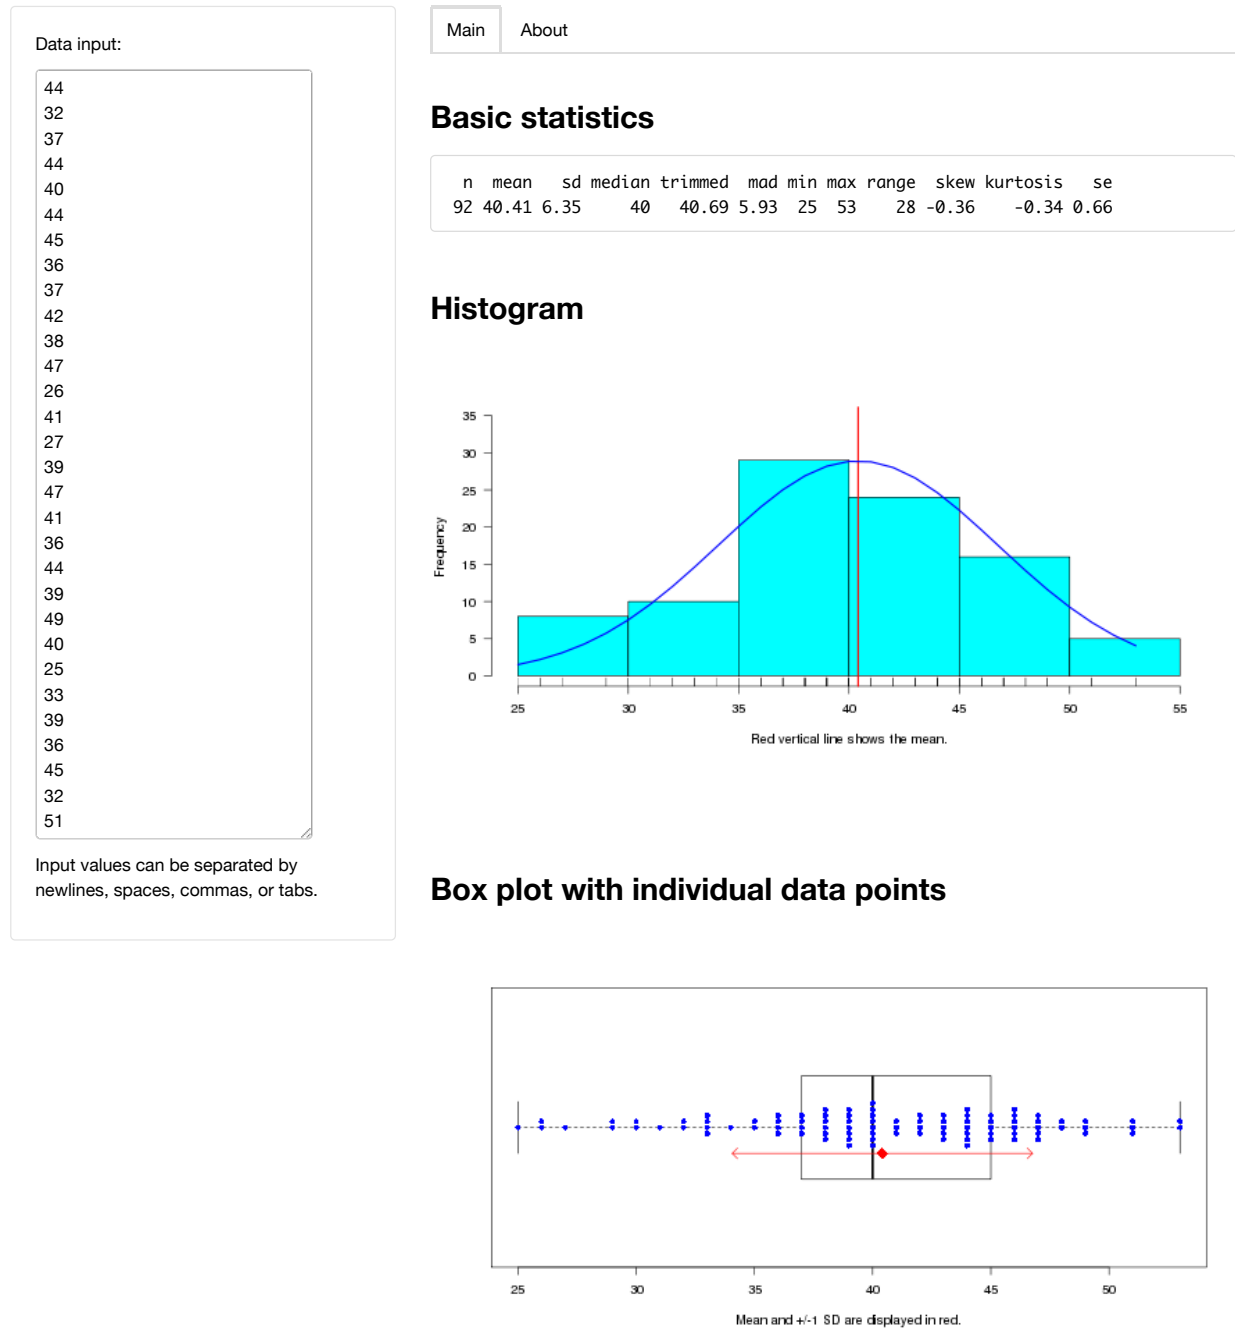 Data input:
44
32
37
44
40
44
45
36
37
42
38
47
26
41
27
39
47
41
36
44
39
49
40
25
33
39
36
45
32
51
Input values can be separated by
newlines, spaces, commas, or tabs.
Main About
Basic statistics
n mean sd median trimmed mad min max range skew kurtosis se
92 40.41 6.35 40 40.69 5.93 25 53 28 -0.36 -0.34 0.66
Histogram
Frequency
35
30
25
20
15
10
5
0
25 30 35 40 45 50 55
Red vertical line shows the mean.
Box plot with individual data points
25 30 35 40 45 50
Mean and +/-1 SD are displayed in red.